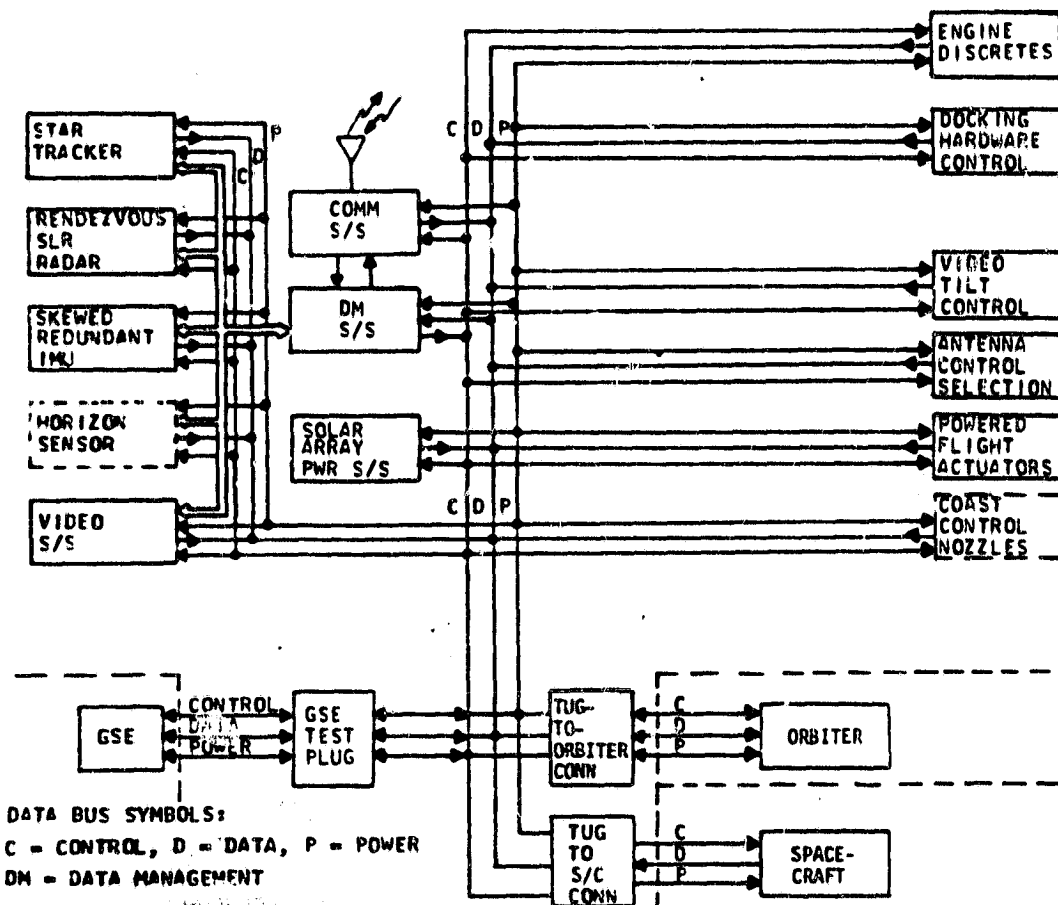 ENGINE
DISCRETES
STAR
TRACKER
P
D
C
C D P
DOCKING
HARDWARE
CONTROL
COMM
S/S
RENDEZVOUS
SLR
RADAR
DM
S/S
VIDEO
TILT
CONTROL
SKEWED
REDUNDANT
IMU
ANTENNA
CONTROL
SELECTION
HORIZON
SENSOR
SOLAR
ARRAY
PWR S/S
POWERED
FLIGHT
ACTUATORS
VIDEO
S/S
C D P
COAST
CONTROL
NOZZLES
GSE
CONTROL
DATA
POWER
GSE
TEST
PLUG
TUG-
TO-
ORBITER
CONN
C
D
P
ORBITER
DATA BUS SYMBOLS:
C = CONTROL, D = DATA, P = POWER
DM = DATA MANAGEMENT
TUG
TO
S/C
CONN
C
D
P
SPACE-
CRAFT